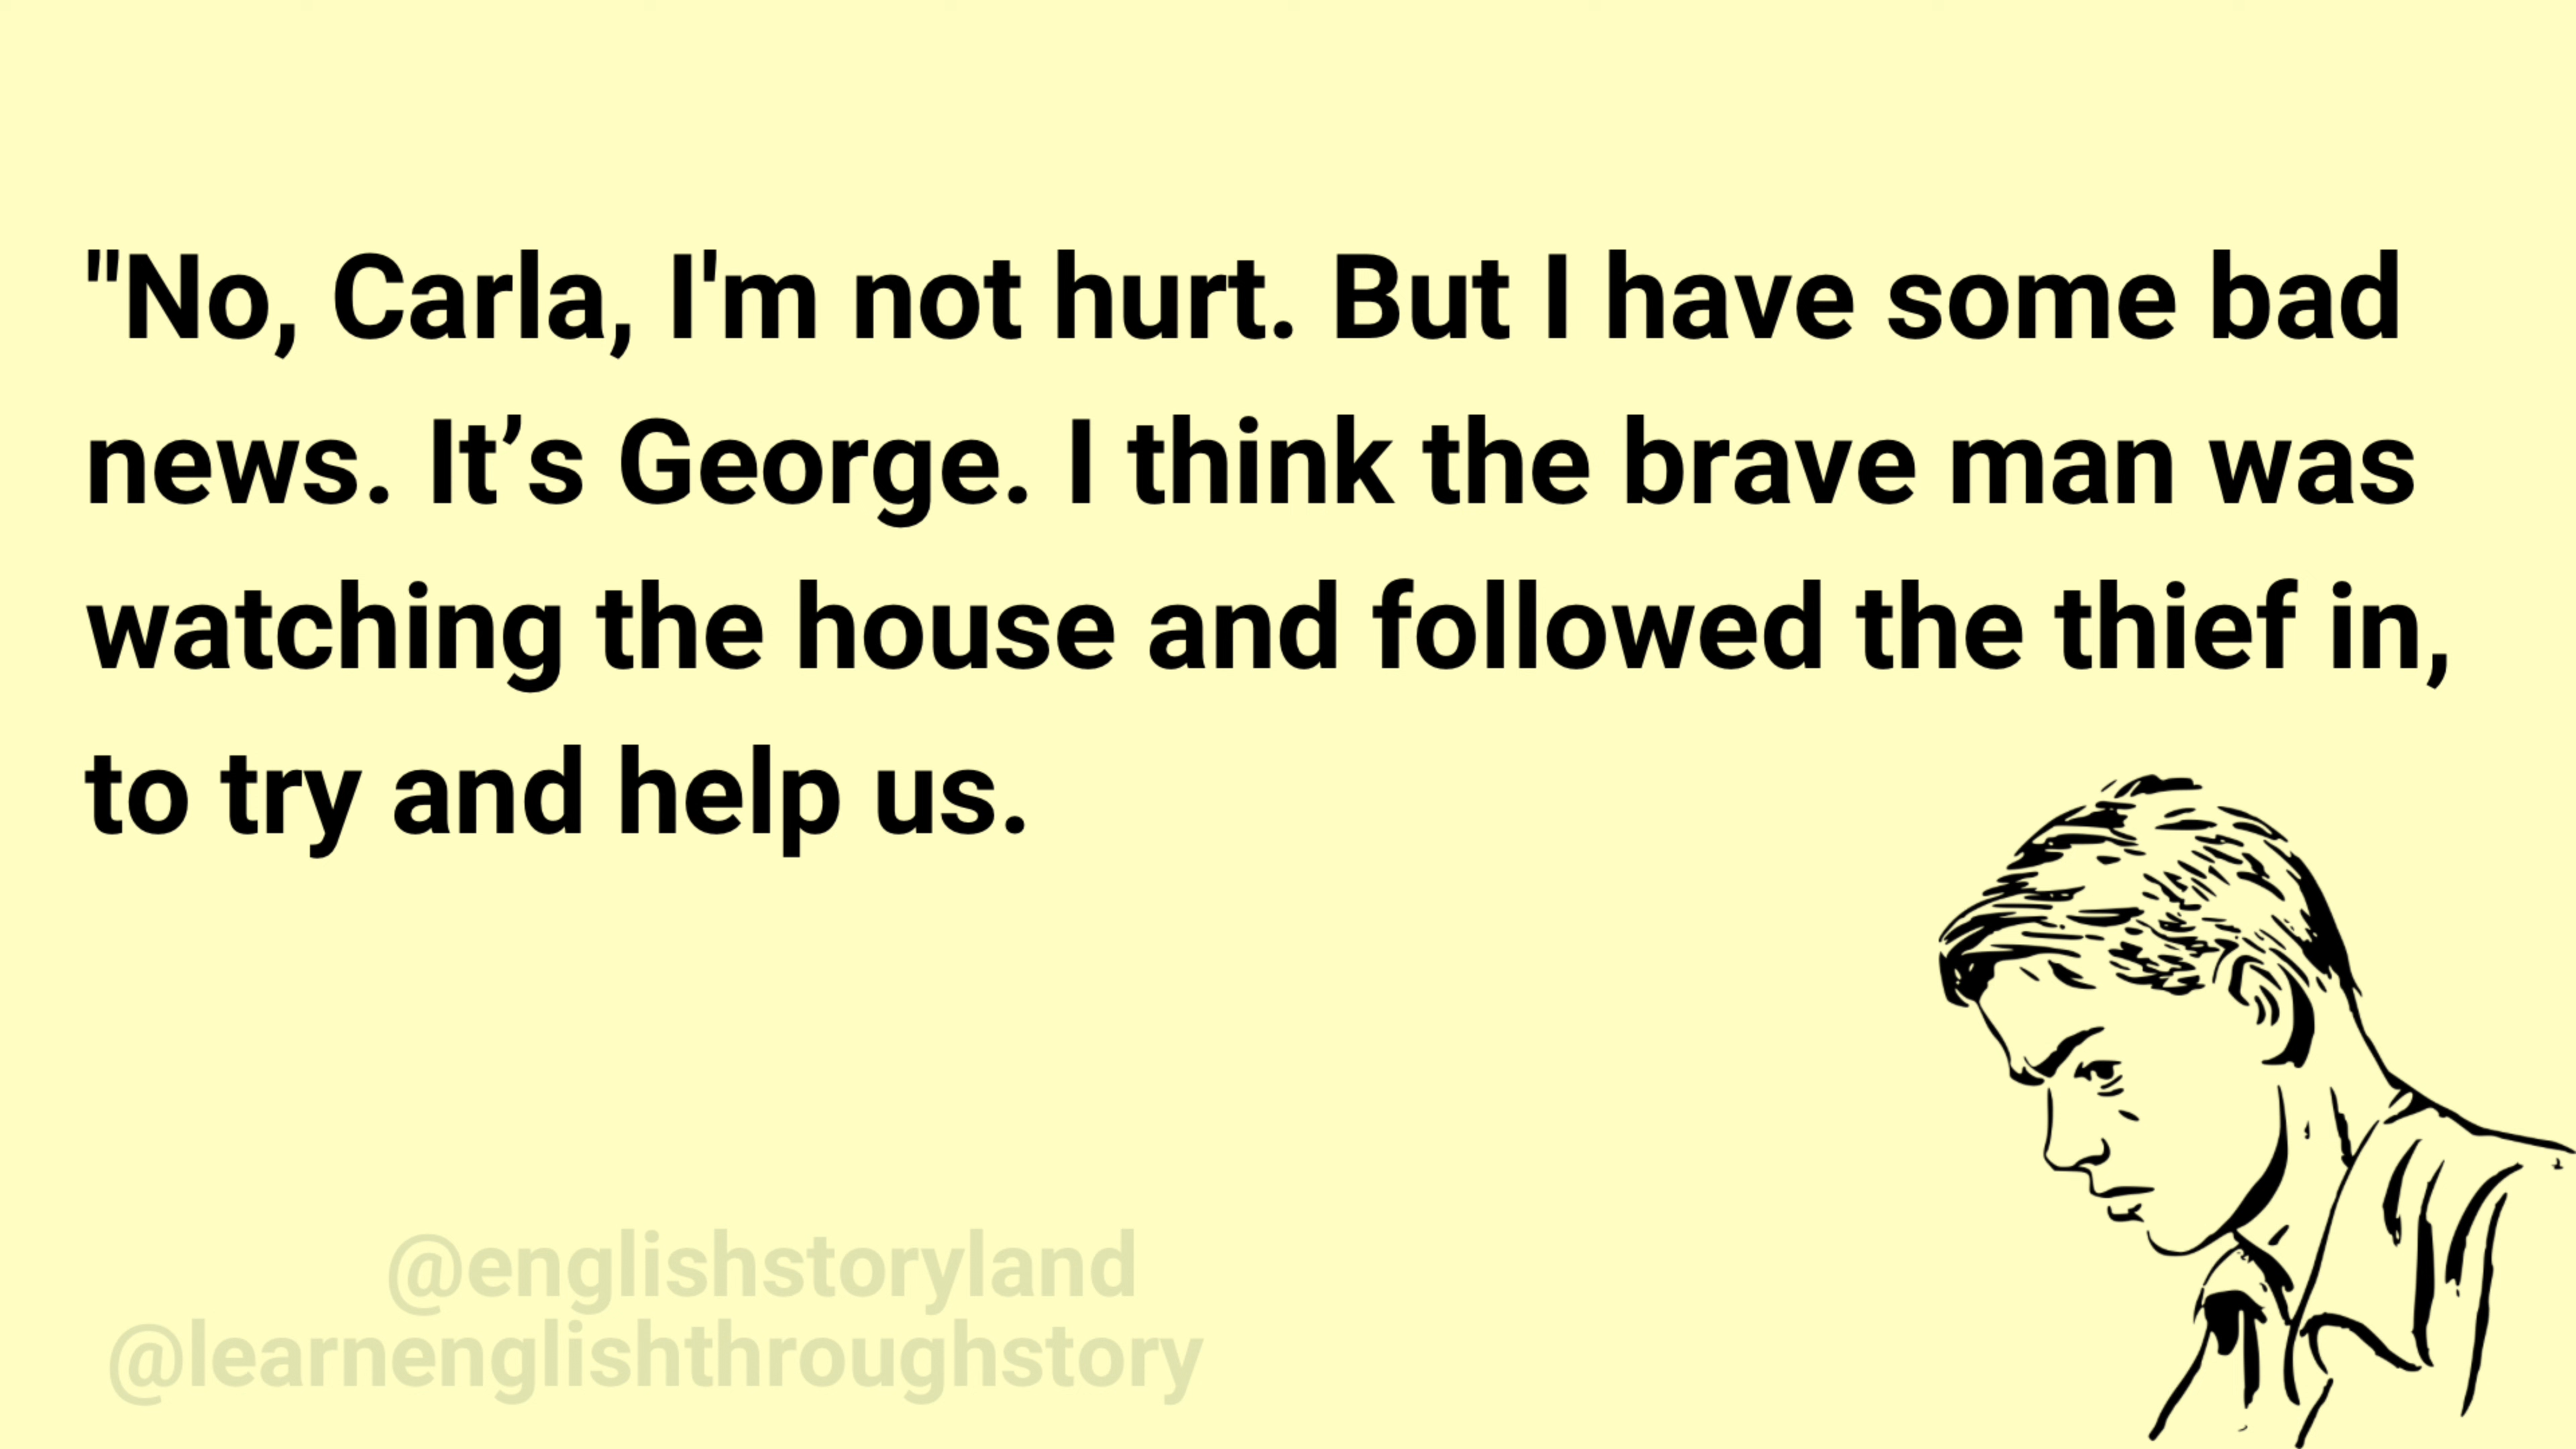 "No, Carla, I'm not hurt. But I have some bad
news. It’s George. I think the brave man was
watching the house and followed the thief in,
to try and help us.
@englishstoryland
@learnenglishthroughstory